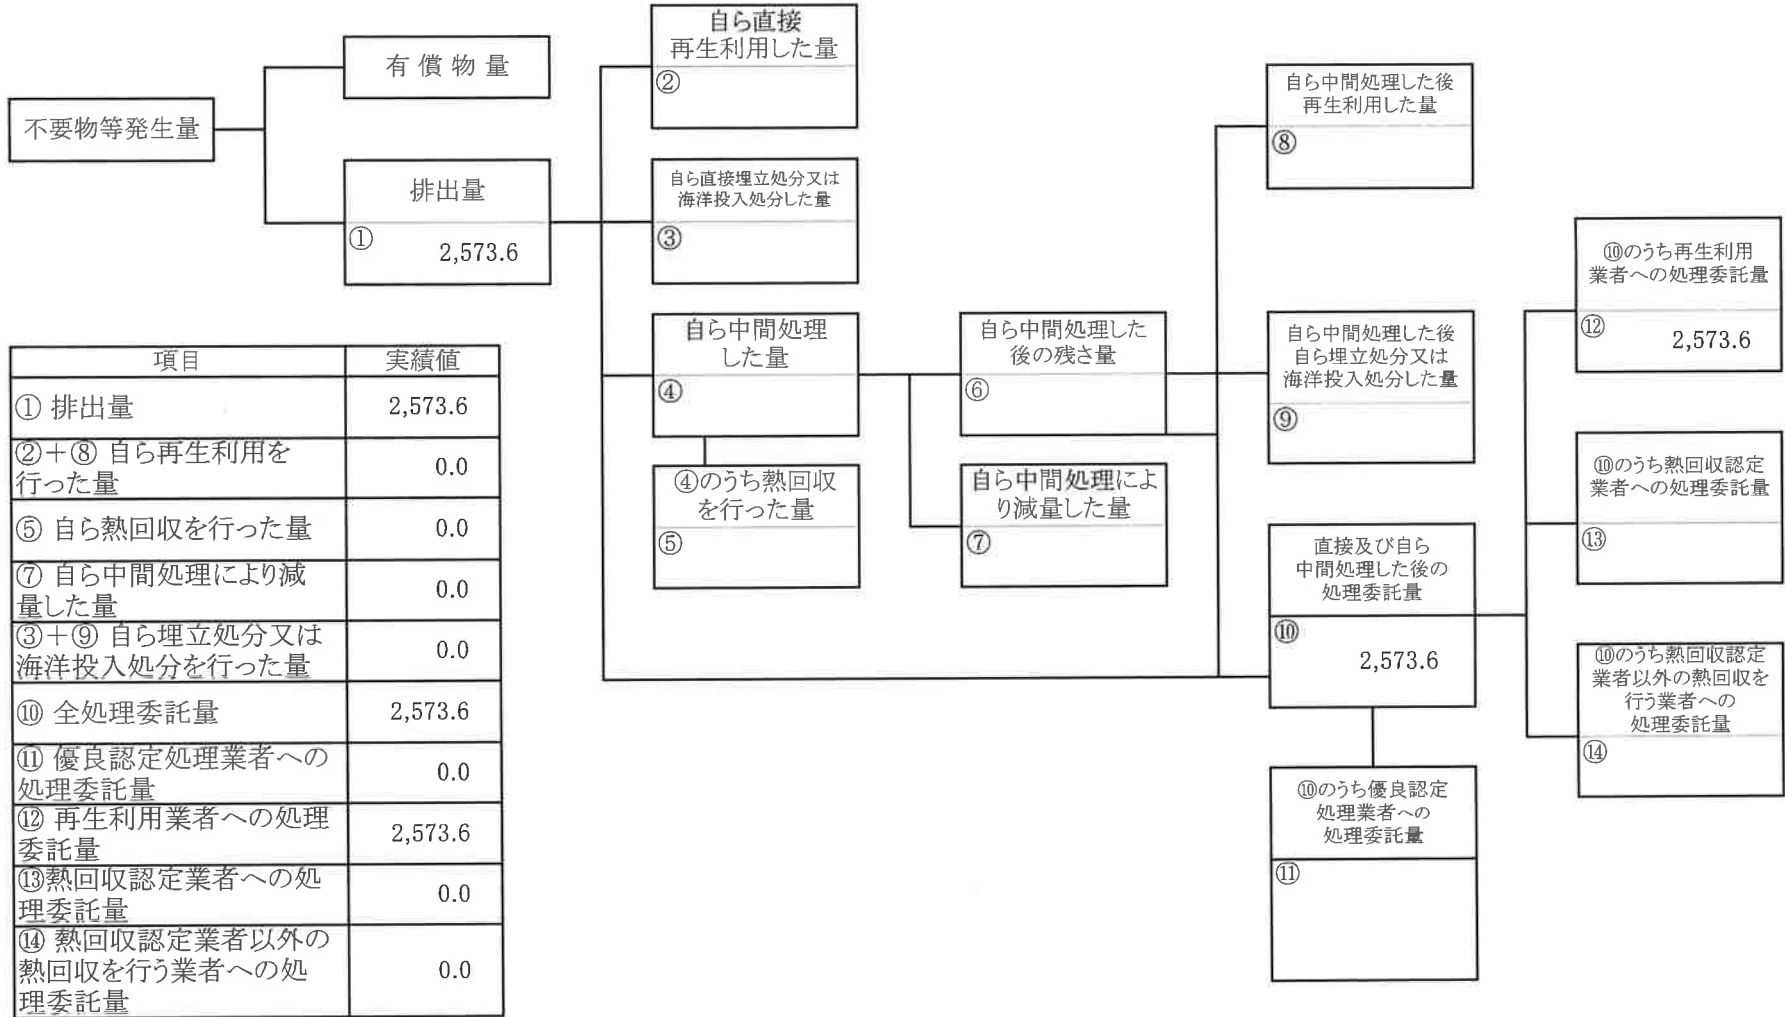 不要物等発生量
有償物量
排出量
①
2,573.6
自ら直接
再生利用した量
②
自ら直接埋立処分又は
海洋投入処分した量
③
自ら中間処理
した量
④
④のうち熱回収
を行った量
⑤
自ら中間処理した
後の残さ量
⑥
自ら中間処理によ
り減量した量
⑦
自ら中間処理した後
再生利用した量
⑧
自ら中間処理した後
自ら埋立処分又は
海洋投入処分した量
⑨
直接及び自ら
中間処理した後の
処理委託量
⑩
2,573.6
⑩のうち優良認定
処理業者への
処理委託量
⑪
⑩のうち再生利用
業者への処理委託量
⑫
2,573.6
⑩のうち熱回収認定
業者への処理委託量
⑬
⑩のうち熱回収認定
業者以外の熱回収を
行う業者への
処理委託量
⑭
項目 実績値
① 排出量 2,573.6
②+⑧ 自ら再生利用を
行った量 0.0
⑤ 自ら熱回収を行った量 0.0
⑦ 自ら中間処理により減
量した量 0.0
③+⑨ 自ら埋立処分又は
海洋投入処分を行った量 0.0
⑩ 全処理委託量 2,573.6
⑪ 優良認定処理業者への
処理委託量 0.0
⑫ 再生利用業者への処理
委託量 2,573.6
⑬熱回収認定業者への処
理委託量 0.0
⑭ 熱回収認定業者以外の
熱回収を行う業者への処
理委託量 0.0